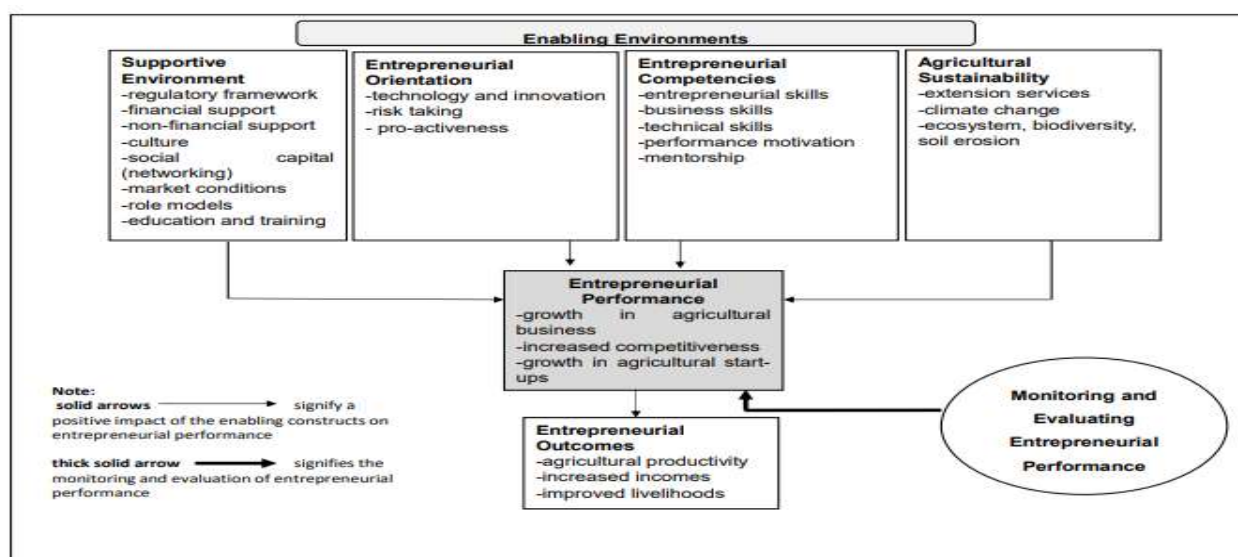 Enabling Environments
Supportive
Environment
-regulatory framework
-financial support
-non-financial support
-culture
-social capital
(networking)
-market conditions
-role models
-education and training
Entrepreneurial
Orientation
-technology and innovation
-risk taking
- pro-activeness
Entrepreneurial
Competencies
-entrepreneurial skills
-business skills
-technical skills
-performance motivation
-mentorship
Agricultural
Sustainability
-extension services
-climate change
-ecosystem, biodiversity,
soil erosion
Entrepreneurial
Performance
-growth in agricultural
business
-increased competitiveness
-growth in agricultural start-
ups
Note:
solid arrows signify a
positive impact of the enabling constructs on
entrepreneurial performance
thick solid arrow signifies the
monitoring and evaluation of entrepreneurial
performance
Entrepreneurial
Outcomes
-agricultural productivity
-increased incomes
-improved livelihoods
Monitoring and
Evaluating
Entrepreneurial
Performance